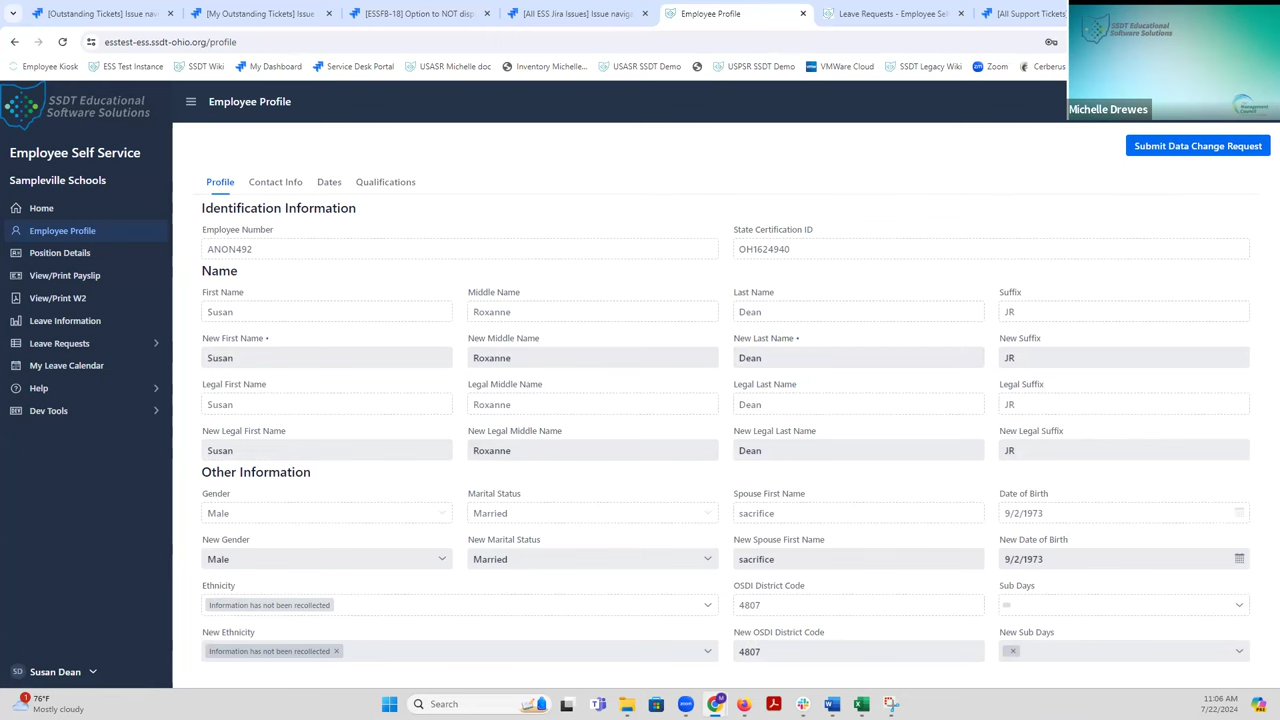 [Outstanding Tickets] Issue nav
[My Outstanding Tickets] Issue
[ESSFB-18] Option to NOT disp
[All ESS Jira Issues] Issue navig
Employee Profile
Leave Requests - Employee Sel
[All Support Tickets]
esstest-ess.ssdt-ohio.org/profile
Employee Kiosk
ESS Test Instance
SSDT Wiki
My Dashboard
Service Desk Portal
USASR Michelle doc
Inventory Michelle...
USASR SSDT Demo
USPSR SSDT Demo
VMWare Cloud
SSDT Legacy Wiki
Zoom
Cerberus
SSDT Educational
Software Solutions
Michelle Drewes
SSDT Educational
Software Solutions
Employee Profile
Submit Data Change Request
Employee Self Service
Sampleville Schools
Home
Employee Profile
Position Details
View/Print Payslip
View/Print W2
Leave Information
Leave Requests
My Leave Calendar
Help
Dev Tools
SD Susan Dean
Profile Contact Info Dates Qualifications
Identification Information
Employee Number State Certification ID
ANON492 OH1624940
Name
First Name Middle Name Last Name Suffix
Susan Roxanne Dean JR
New First Name • New Middle Name New Last Name • New Suffix
Susan Roxanne Dean JR
Legal First Name Legal Middle Name Legal Last Name Legal Suffix
Susan Roxanne Dean JR
New Legal First Name New Legal Middle Name New Legal Last Name New Legal Suffix
Susan Roxanne Dean JR
Other Information
Gender Marital Status Spouse First Name Date of Birth
Male Married sacrifice 9/2/1973
New Gender New Marital Status New Spouse First Name New Date of Birth
Male Married sacrifice 9/2/1973
Ethnicity OSDI District Code Sub Days
Information has not been recollected 4807
New Ethnicity New OSDI District Code New Sub Days
Information has not been recollected × 4807 ×
1 76°F
Mostly cloudy
Search
11:06 AM
7/22/2024